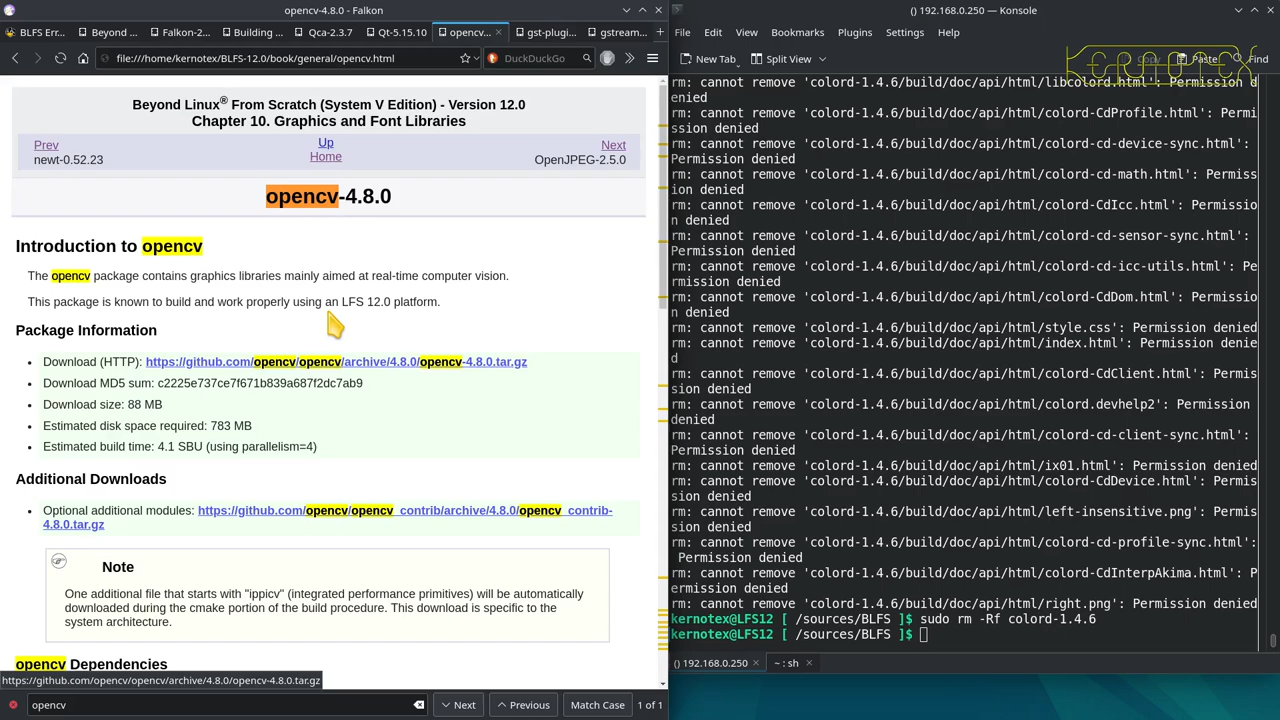 opencv-4.8.0 - Falkon
BLFS Err...
Beyond ...
Falkon-2...
Building ...
Qca-2.3.7
Qt-5.15.10
opencv...
gst-plugi...
gstream...
file:///home/kernotex/BLFS-12.0/book/general/opencv.html
DuckDuckGo
Beyond Linux® From Scratch (System V Edition) - Version 12.0
Chapter 10. Graphics and Font Libraries
Prev
Up
Next
newt-0.52.23
Home
OpenJPEG-2.5.0
opencv-4.8.0
Introduction to opencv
The opencv package contains graphics libraries mainly aimed at real-time computer vision.
This package is known to build and work properly using an LFS 12.0 platform.
Package Information
Download (HTTP): https://github.com/opencv/opencv/archive/4.8.0/opencv-4.8.0.tar.gz
Download MD5 sum: c2225e737ce7f671b839a687f2dc7ab9
Download size: 88 MB
Estimated disk space required: 783 MB
Estimated build time: 4.1 SBU (using parallelism=4)
Additional Downloads
Optional additional modules: https://github.com/opencv/opencv_contrib/archive/4.8.0/opencv_contrib-
4.8.0.tar.gz
Note
One additional file that starts with "ippicv" (integrated performance primitives) will be automatically
downloaded during the cmake portion of the build procedure. This download is specific to the
system architecture.
opencv Dependencies
https://github.com/opencv/opencv/archive/4.8.0/opencv-4.8.0.tar.gz
opencv
Next
Previous
Match Case
1 of 1
() 192.168.0.250 — Konsole
File Edit View Bookmarks Plugins Settings Help
New Tab
Split View
Copy
Paste
Find
KERNOTEX
rm: cannot remove 'colord-1.4.6/build/doc/api/html/libcolord.html': Permission d
enied
rm: cannot remove 'colord-1.4.6/build/doc/api/html/colord-CdProfile.html': Permi
ssion denied
rm: cannot remove 'colord-1.4.6/build/doc/api/html/colord-cd-device-sync.html':
Permission denied
rm: cannot remove 'colord-1.4.6/build/doc/api/html/colord-cd-math.html': Permiss
ion denied
rm: cannot remove 'colord-1.4.6/build/doc/api/html/colord-CdIcc.html': Permissio
n denied
rm: cannot remove 'colord-1.4.6/build/doc/api/html/colord-cd-sensor-sync.html':
Permission denied
rm: cannot remove 'colord-1.4.6/build/doc/api/html/colord-cd-icc-utils.html': Pe
rmission denied
rm: cannot remove 'colord-1.4.6/build/doc/api/html/colord-CdDom.html': Permissio
n denied
rm: cannot remove 'colord-1.4.6/build/doc/api/html/style.css': Permission denied
rm: cannot remove 'colord-1.4.6/build/doc/api/html/index.html': Permission denie
d
rm: cannot remove 'colord-1.4.6/build/doc/api/html/colord-CdClient.html': Permis
sion denied
rm: cannot remove 'colord-1.4.6/build/doc/api/html/colord.devhelp2': Permission
denied
rm: cannot remove 'colord-1.4.6/build/doc/api/html/colord-cd-client-sync.html':
Permission denied
rm: cannot remove 'colord-1.4.6/build/doc/api/html/ix01.html': Permission denied
rm: cannot remove 'colord-1.4.6/build/doc/api/html/colord-CdDevice.html': Permis
sion denied
rm: cannot remove 'colord-1.4.6/build/doc/api/html/left-insensitive.png': Permis
sion denied
rm: cannot remove 'colord-1.4.6/build/doc/api/html/colord-cd-profile-sync.html':
Permission denied
rm: cannot remove 'colord-1.4.6/build/doc/api/html/colord-CdInterpAkima.html': P
ermission denied
rm: cannot remove 'colord-1.4.6/build/doc/api/html/right.png': Permission denied
kernotex@LFS12 [ /sources/BLFS ]$ sudo rm -Rf colord-1.4.6
kernotex@LFS12 [ /sources/BLFS ]$
() 192.168.0.250
~ : sh